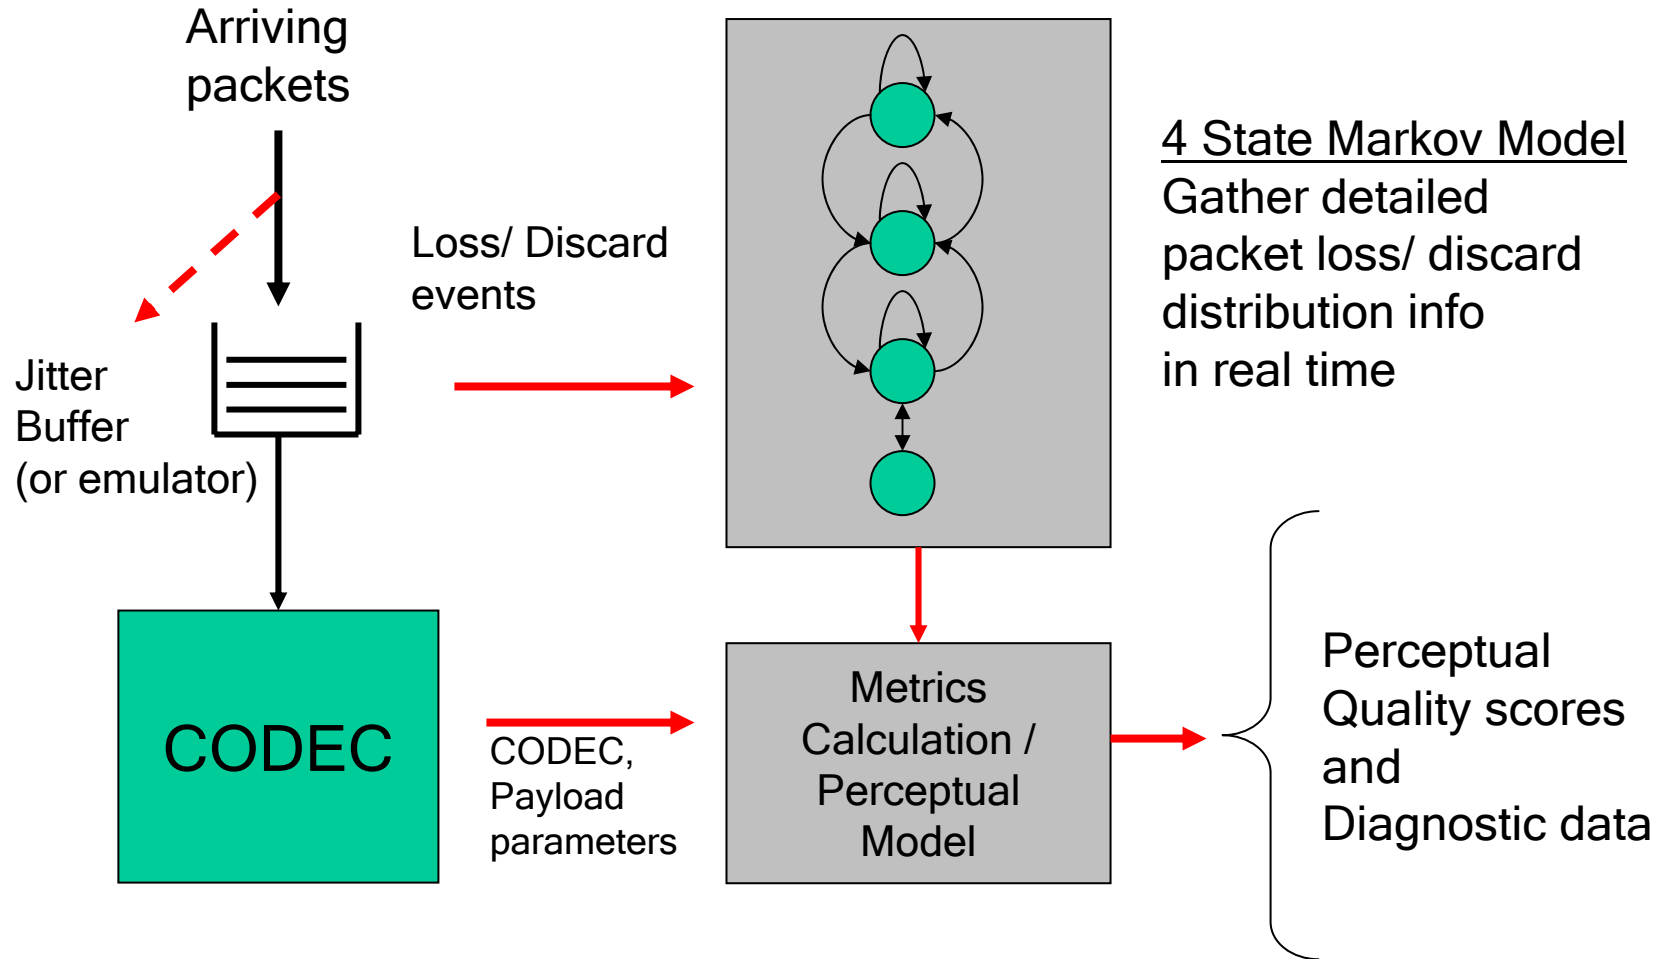 Arriving
packets
Loss/ Discard
events
4 State Markov Model
Gather detailed
packet loss/ discard
distribution info
in real time
Jitter
Buffer
(or emulator)
CODEC
CODEC,
Payload
parameters
Metrics
Calculation /
Perceptual
Model
Perceptual
Quality scores
and
Diagnostic data